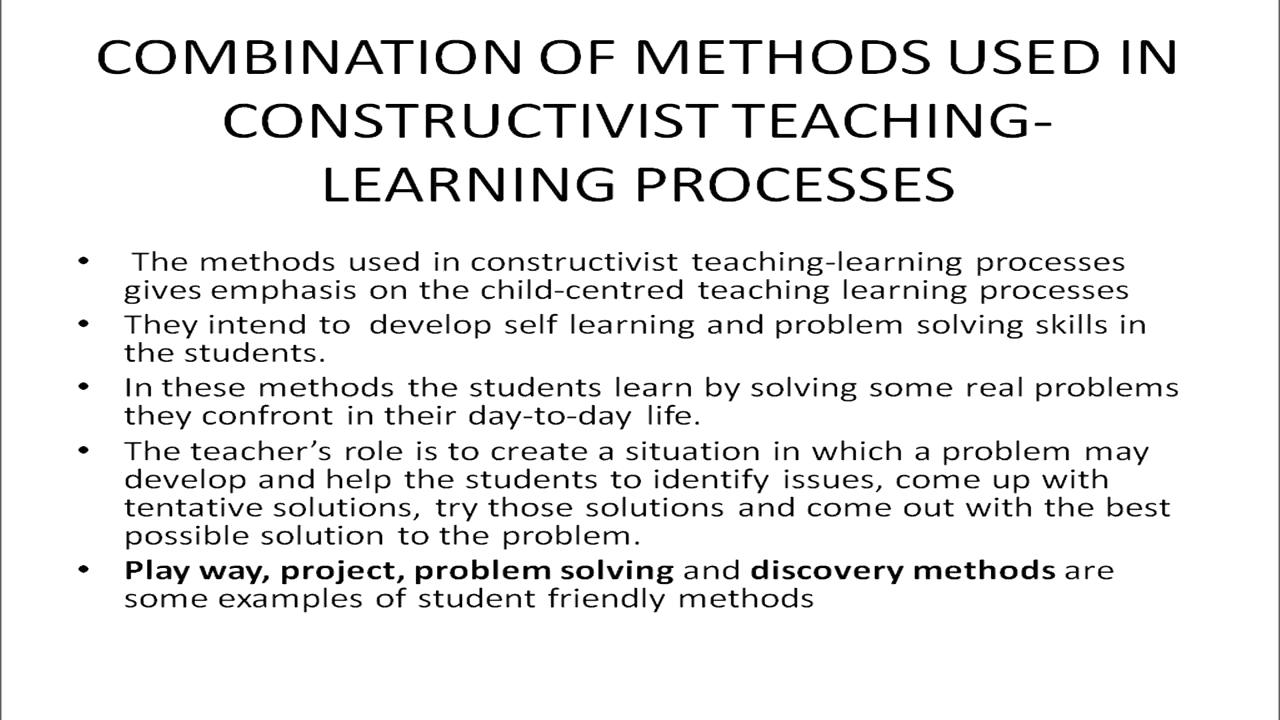 COMBINATION OF METHODS USED IN
CONSTRUCTIVIST TEACHING-
LEARNING PROCESSES
• The methods used in constructivist teaching-learning processes
gives emphasis on the child-centred teaching learning processes
• They intend to develop self learning and problem solving skills in
the students.
• In these methods the students learn by solving some real problems
they confront in their day-to-day life.
• The teacher’s role is to create a situation in which a problem may
develop and help the students to identify issues, come up with
tentative solutions, try those solutions and come out with the best
possible solution to the problem.
• Play way, project, problem solving and discovery methods are
some examples of student friendly methods